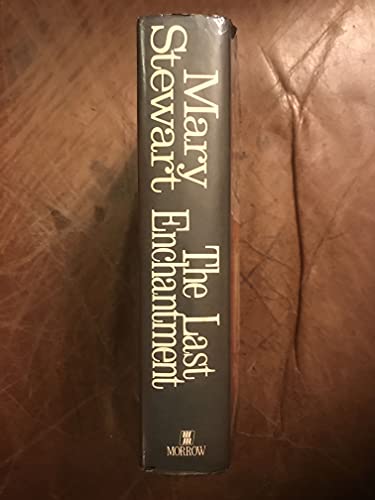 Mary
Stewart
The Last
Enchantment
MORROW